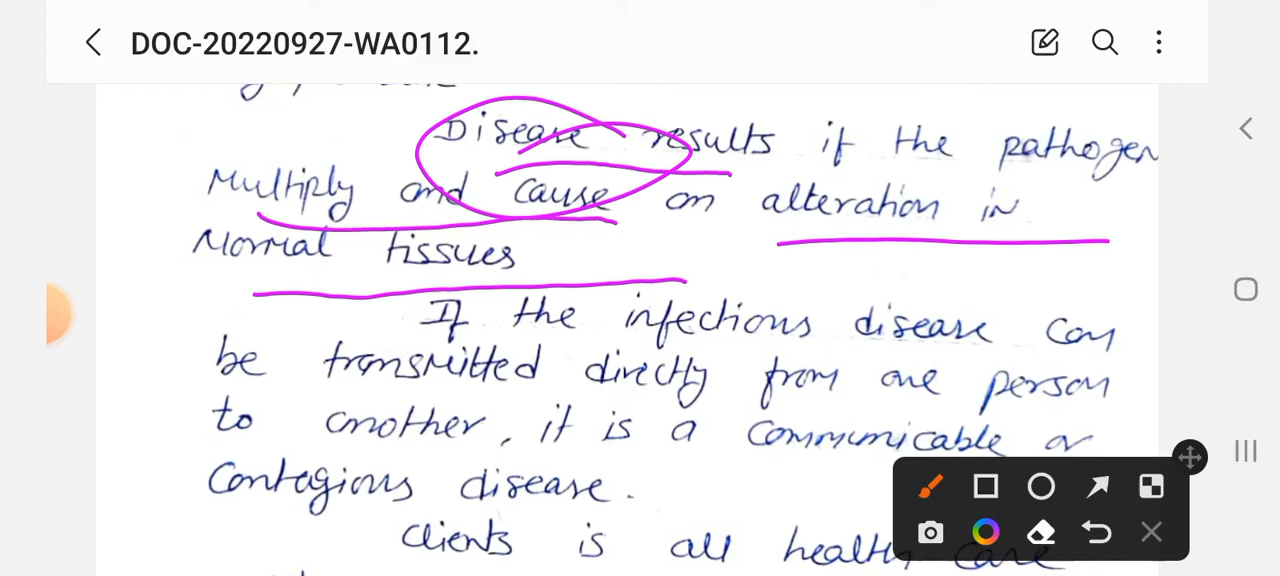 DOC-20220927-WA0112.
Disease results if the pathogen
Multiply and cause an alteration in
Normal tissues
If the infectious disease can
be transmitted directly from one person
to another, it is a communicable or
Contagious disease.
Clients is all health care